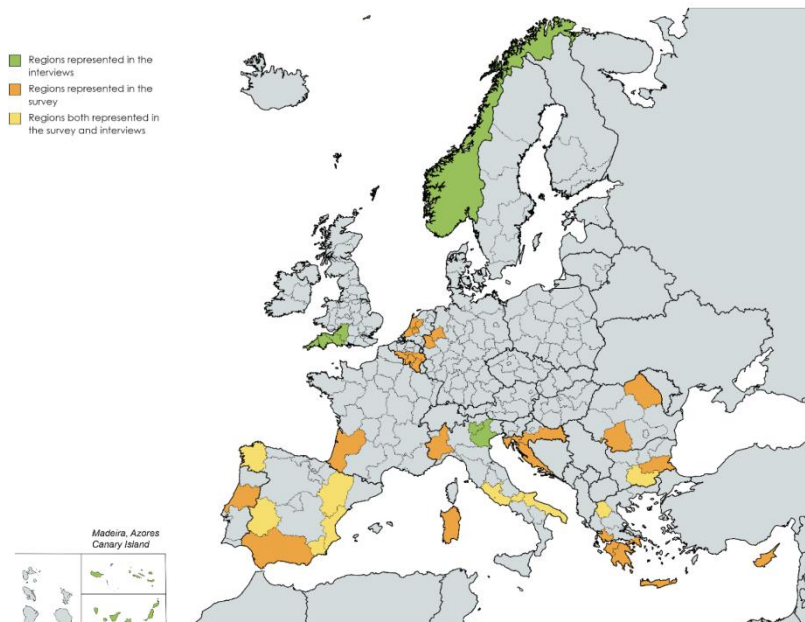 Regions represented in the
interviews
Regions represented in the
survey
Regions both represented in
the survey and interviews
Madeira, Azores
Canary Island